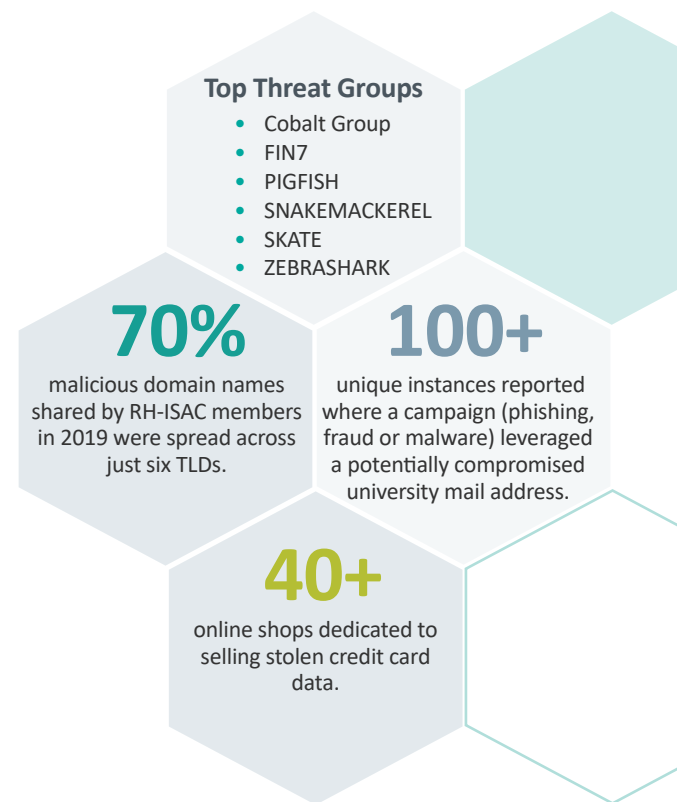 Top Threat Groups
• Cobalt Group
• FIN7
• PIGFISH
• SNAKEMACKEREL
• SKATE
• ZEBRASHARK
70%
malicious domain names
shared by RH-ISAC members
in 2019 were spread across
just six TLDs.
100+
unique instances reported
where a campaign (phishing,
fraud or malware) leveraged
a potentially compromised
university mail address.
40+
online shops dedicated to
selling stolen credit card
data.